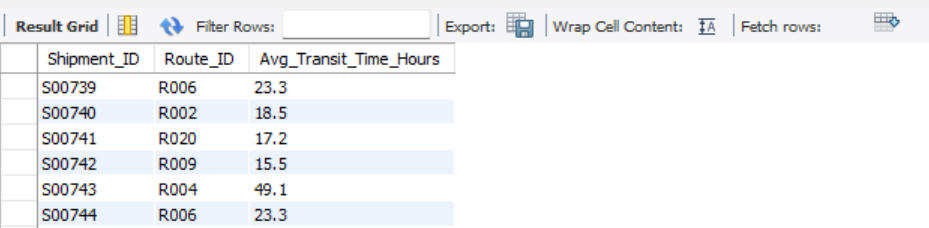 Result Grid Filter Rows: Export: Wrap Cell Content: IA Fetch rows:
Shipment_ID Route_ID Avg_Transit_Time_Hours
S00739 R006 23.3
S00740 R002 18.5
S00741 R020 17.2
S00742 R009 15.5
S00743 R004 49.1
S00744 R006 23.3